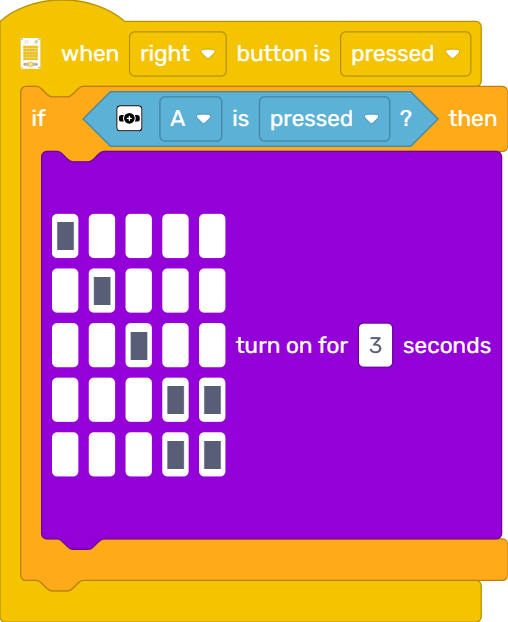 when right button is pressed
if A is pressed ? then
turn on for 3 seconds